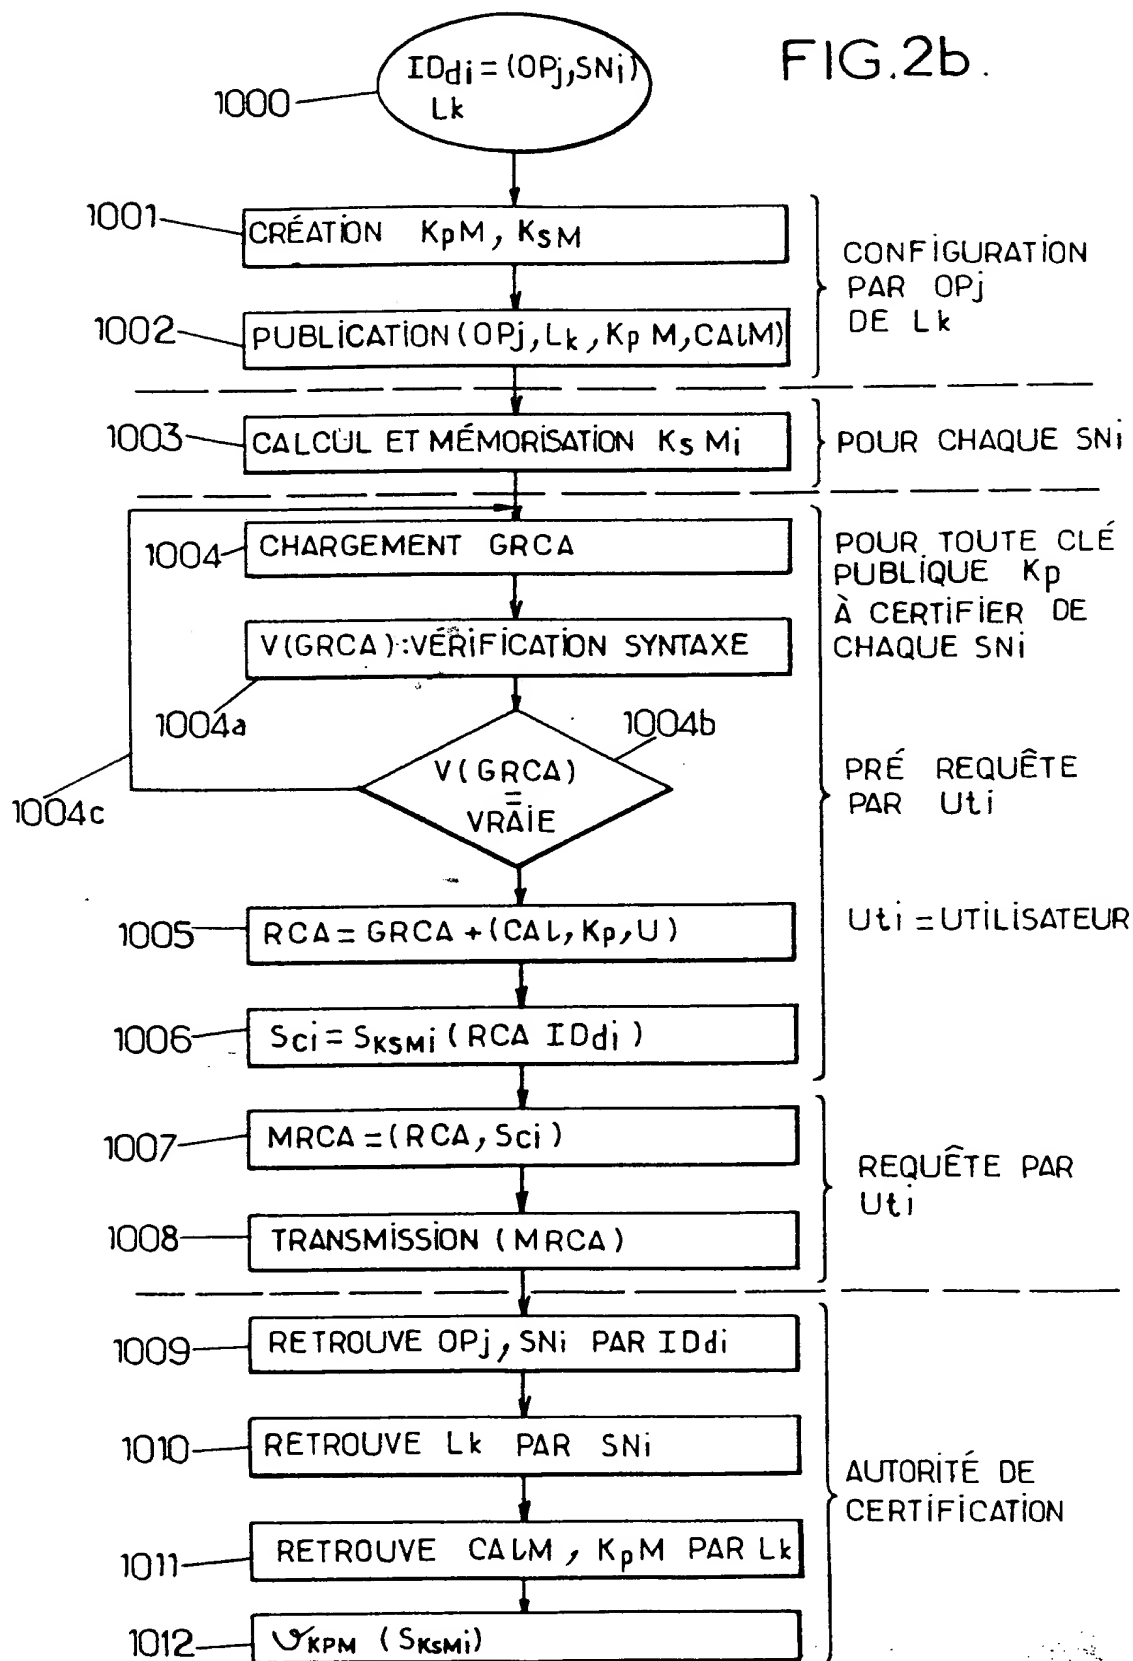 FIG.2b.
IDdi = (OPj, SNi)
Lk
1000
1001
CRÉATION KpM, KsM
1002
PUBLICATION (OPj, Lk, KpM, CALM)
CONFIGURATION
PAR OPj
DE Lk
1003
CALCUL ET MÉMORISATION KsMi
POUR CHAQUE SNi
1004
CHARGEMENT GRCA
V(GRCA) : VÉRIFICATION SYNTAXE
1004a
1004b
V(GRCA)
=
VRAIE
1004c
POUR TOUTE CLÉ
PUBLIQUE Kp
À CERTIFIER DE
CHAQUE SNi
PRÉ REQUÊTE
PAR Uti
Uti = UTILISATEUR
1005
RCA = GRCA + (CAL, Kp, U)
1006
Sci = SKSMi (RCA IDdi)
1007
MRCA = (RCA, Sci)
1008
TRANSMISSION (MRCA)
REQUÊTE PAR
Uti
1009
RETROUVE OPj, SNi PAR IDdi
1010
RETROUVE Lk PAR SNi
1011
RETROUVE CALM, KpM PAR Lk
1012
𝒱KPM (SKSMi)
AUTORITÉ DE
CERTIFICATION